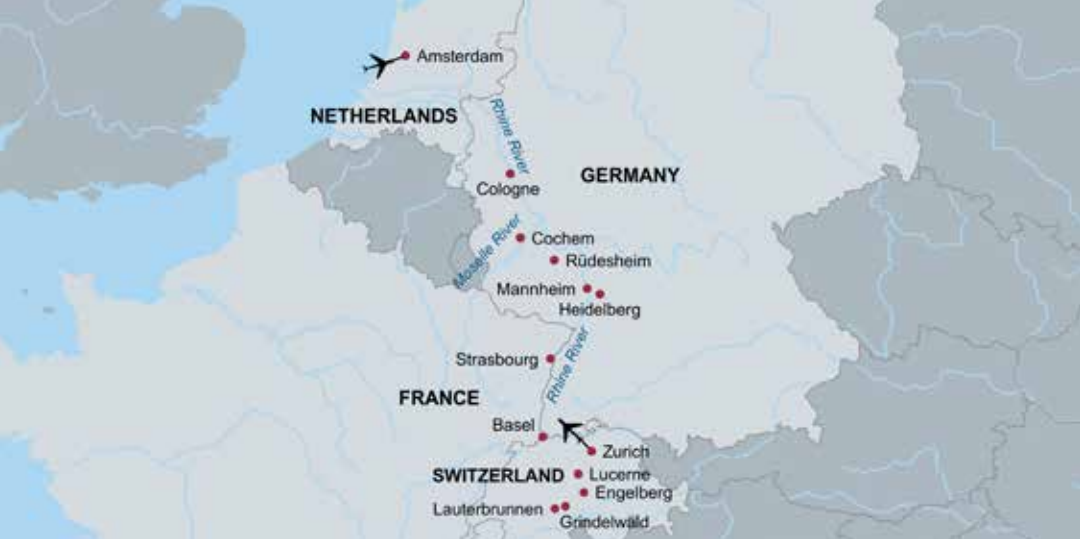 Amsterdam
NETHERLANDS
Rhine River
GERMANY
Cologne
Moselle River
Cochem
Rüdesheim
Mannheim
Heidelberg
Strasbourg
Rhine River
FRANCE
Basel
Zurich
SWITZERLAND
Lucerne
Engelberg
Lauterbrunnen
Grindelwald